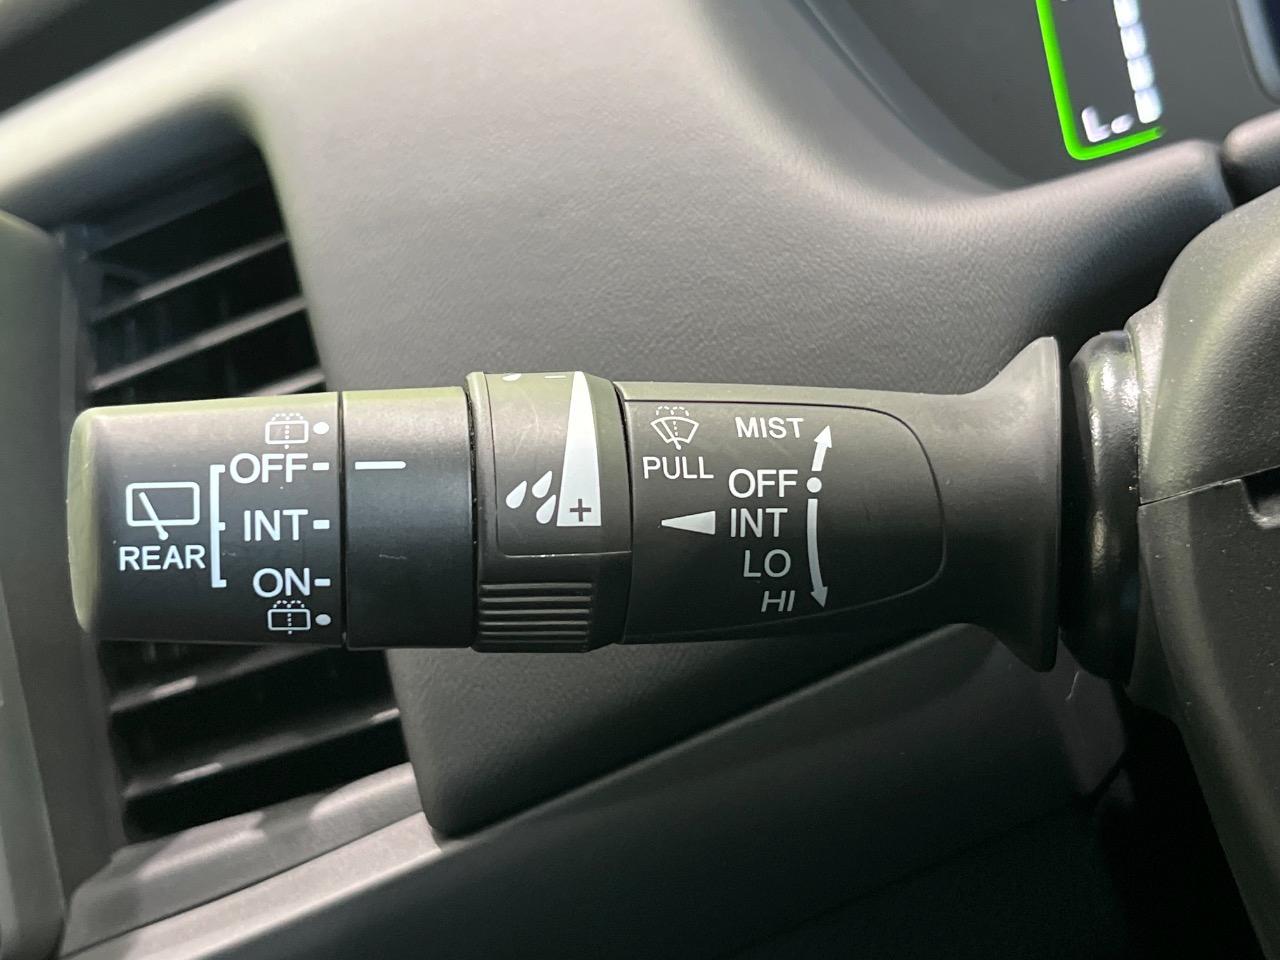 REAR
OFF
INT
ON
+
PULL
MIST
OFF
INT
LO
HI